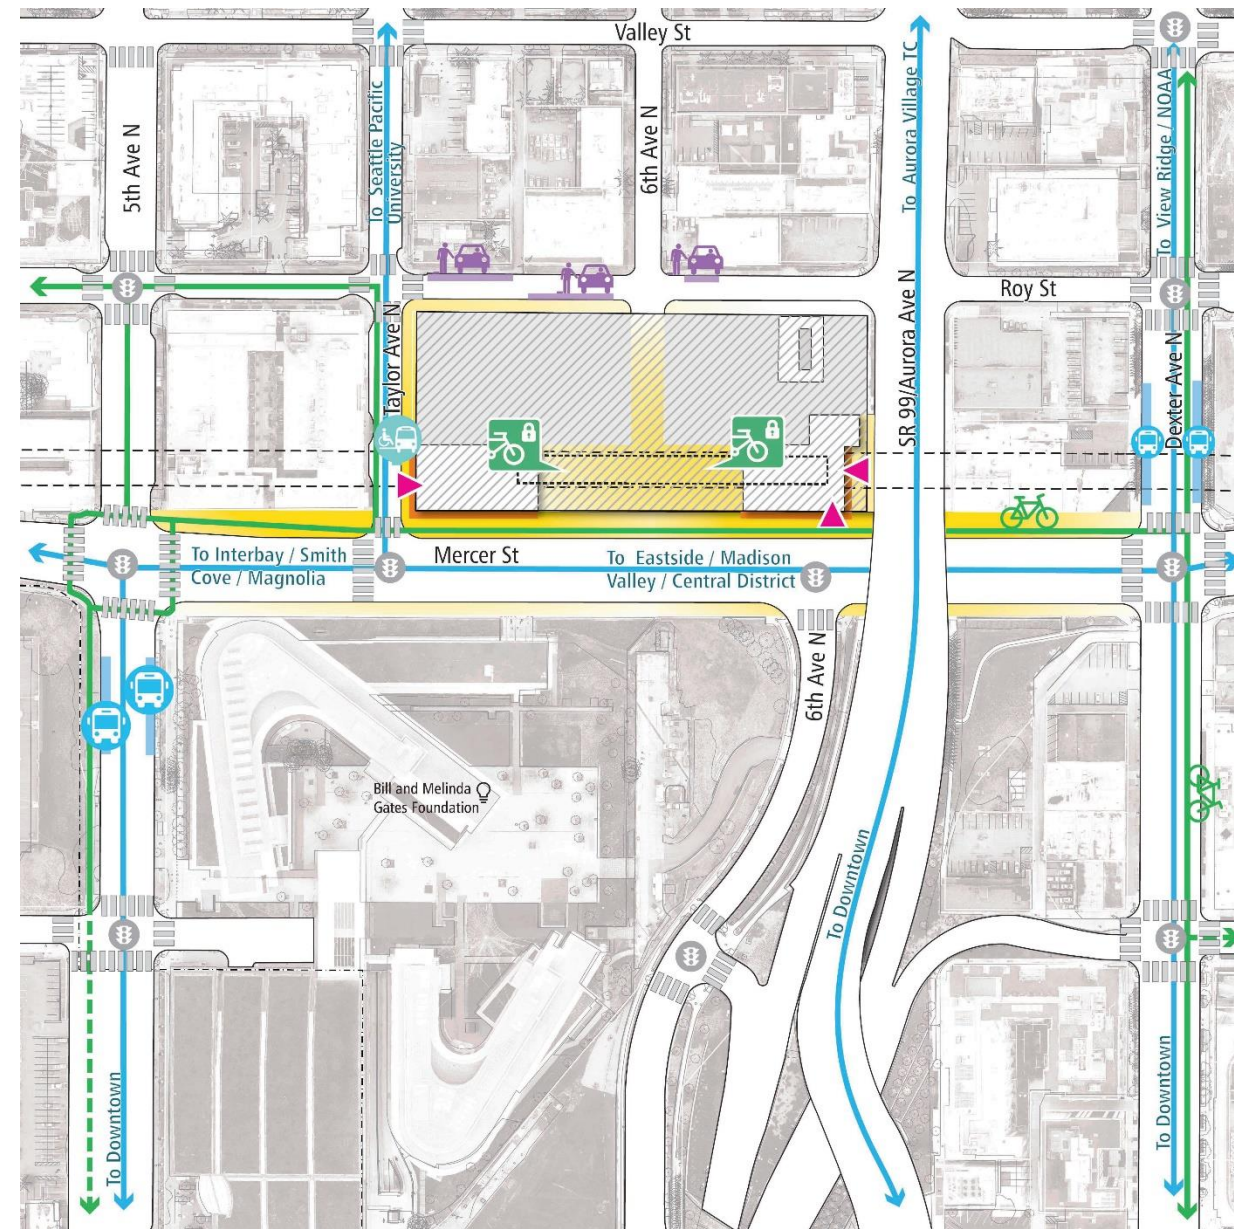 Valley St
5th Ave N
To Seattle Pacific
University
6th Ave N
To Aurora Village TC
To View Ridge / NOAA
Roy St
Taylor Ave N
SR 99/Aurora Ave N
Dexter Ave N
To Interbay / Smith
Cove / Magnolia
Mercer St
To Eastside / Madison
Valley / Central District
6th Ave N
Bill and Melinda
Gates Foundation
To Downtown
To Downtown
To Downtown